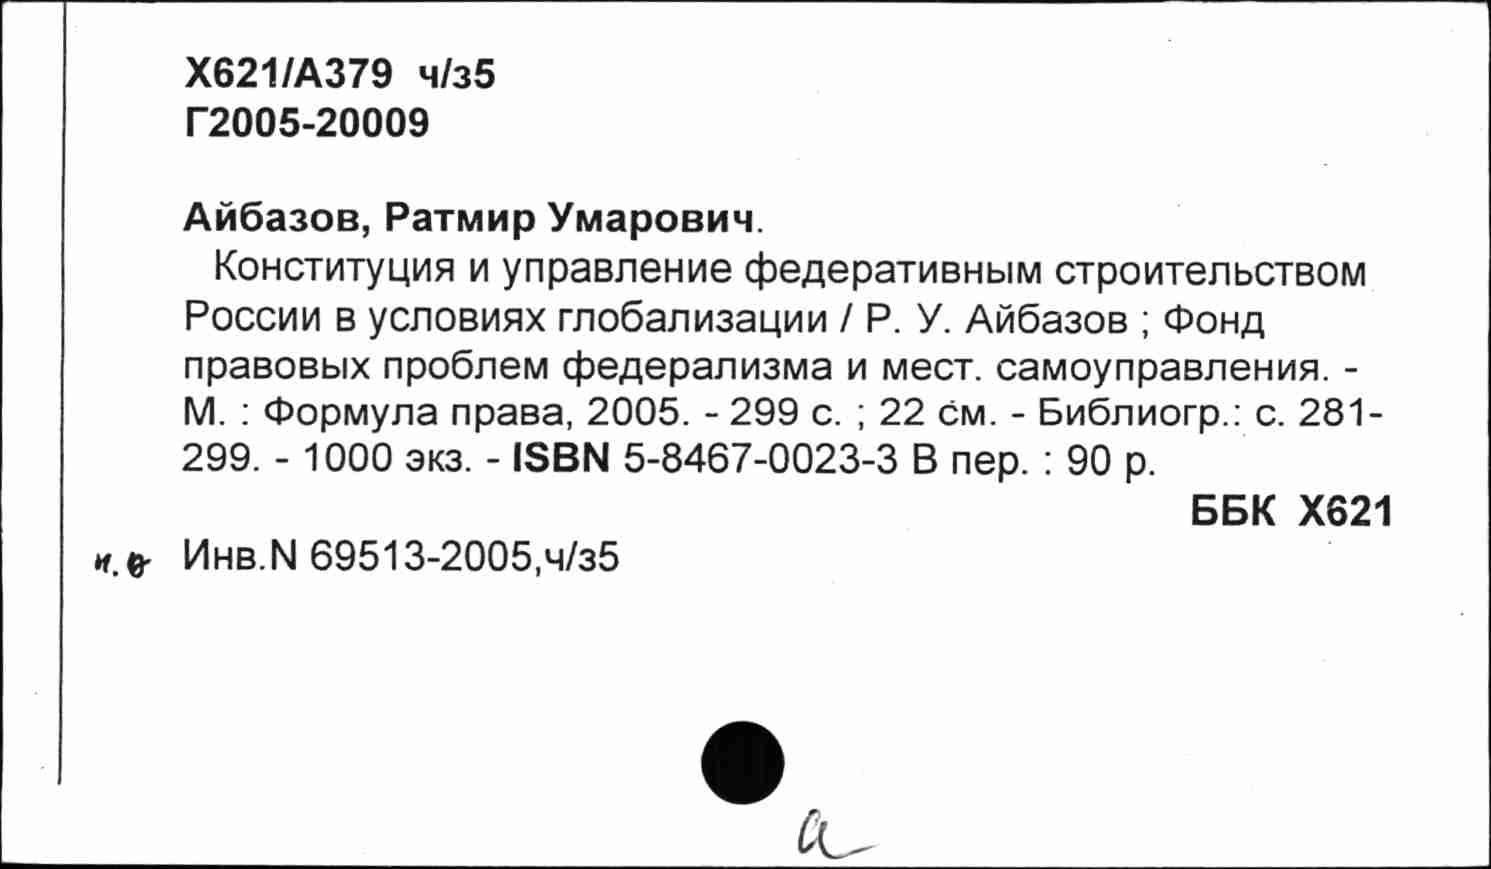 Х621/А379 ч/з5
Г2005-20009
Айбазов, Ратмир Умарович.
Конституция и управление федеративным строительством
России в условиях глобализации / Р. У. Айбазов ; Фонд
правовых проблем федерализма и мест. самоуправления. -
М. : Формула права, 2005. - 299 с. ; 22 см. - Библиогр.: с. 281-
299. - 1000 экз. - ISBN 5-8467-0023-3 В пер. : 90 р.
ББК Х621
Инв.N 69513-2005,ч/з5
а